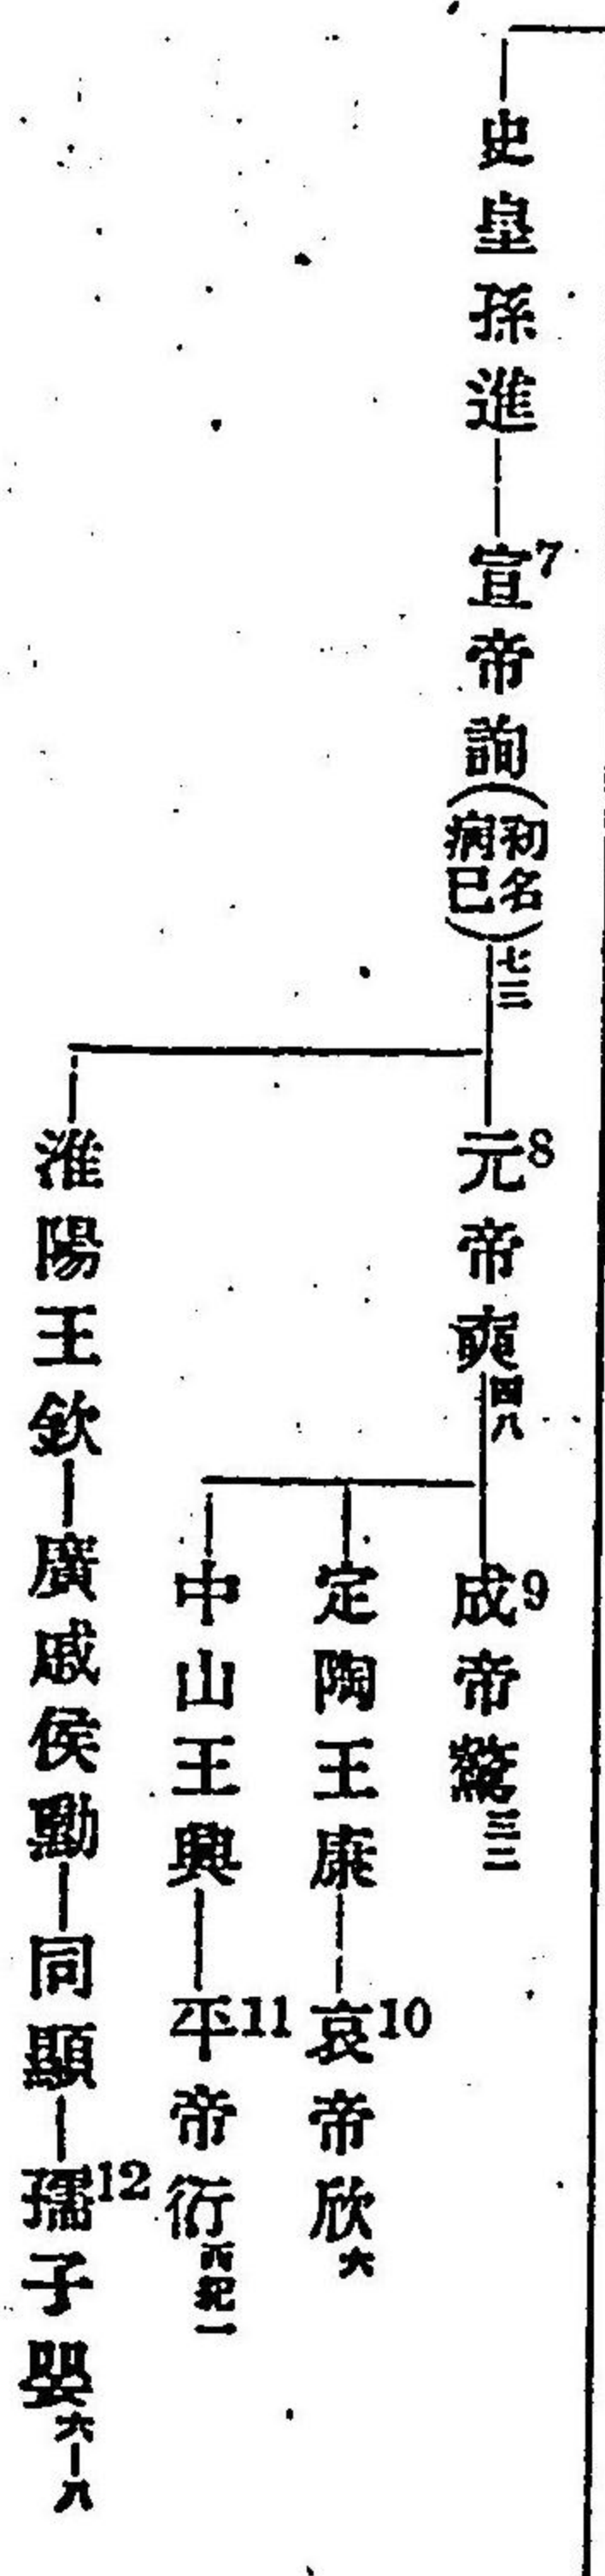 史皇孫進
宣帝詢7
(初名病已)
七三
元帝奭8
四八
成帝驁9
三二
定陶王康
哀帝欣10
六
中山王興
平帝衍11
西紀一
淮陽王欽
廣戚侯勳
同顯
孺子嬰12
六一八